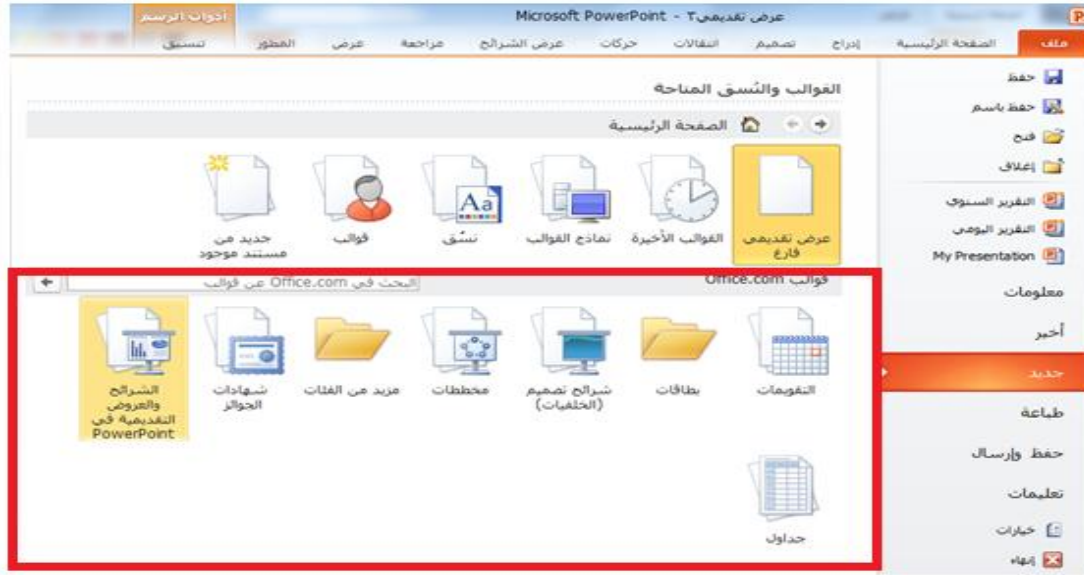 أدوات الرسم
عرض تقديمي٣ - Microsoft PowerPoint
ملف
الصفحة الرئيسية
إدراج
تصميم
انتقالات
حركات
عرض الشرائح
مراجعة
عرض
المطور
تنسيق
حفظ
حفظ باسم
فتح
إغلاق
التقرير السنوي
التقرير اليومي
My Presentation
معلومات
أخير
جديد
طباعة
حفظ وإرسال
تعليمات
خيارات
إنهاء
القوالب والنُسق المتاحة
الصفحة الرئيسية
عرض تقديمي
فارغ
القوالب الأخيرة
نماذج القوالب
نسُق
قوالب
جديد من
مستند موجود
قوالب Office.com
البحث في Office.com عن قوالب
التقويمات
بطاقات
شرائح تصميم
(الخلفيات)
مخططات
مزيد من الفئات
شهادات
الجوائز
الشرائح
والعروض
التقديمية في
PowerPoint
جداول